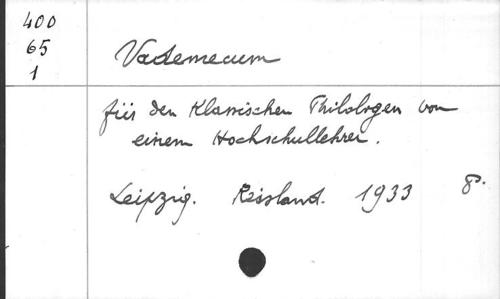 400
65
1
Vademecum
für den Klassischen Philologen von
einem Hochschullehrer.
Leipzig. Reisland. 1933 8°.